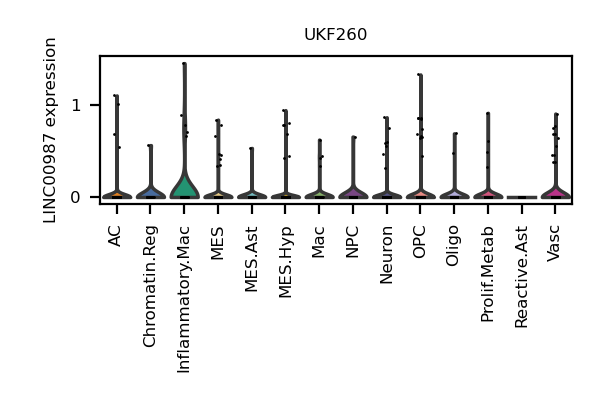 UKF260
LINC00987 expression
1
0
AC
Chromatin.Reg
Inflammatory.Mac
MES
MES.Ast
MES.Hyp
Mac
NPC
Neuron
OPC
Oligo
Prolif.Metab
Reactive.Ast
Vasc